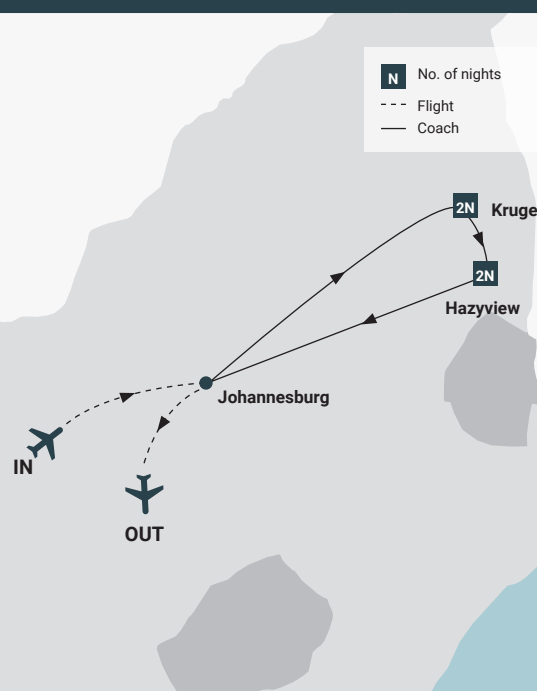 N No. of nights
Flight
Coach
2N Kruge
2N
Hazyview
Johannesburg
IN
OUT